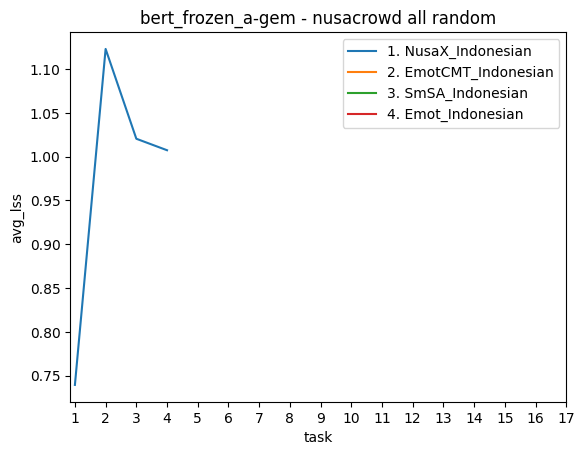 bert_frozen_a-gem - nusacrowd all random
1. NusaX_Indonesian
2. EmotCMT_Indonesian
3. SmSA_Indonesian
4. Emot_Indonesian
avg_lss
1.10
1.05
1.00
0.95
0.90
0.85
0.80
0.75
1 2 3 4 5 6 7 8 9 10 11 12 13 14 15 16 17
task